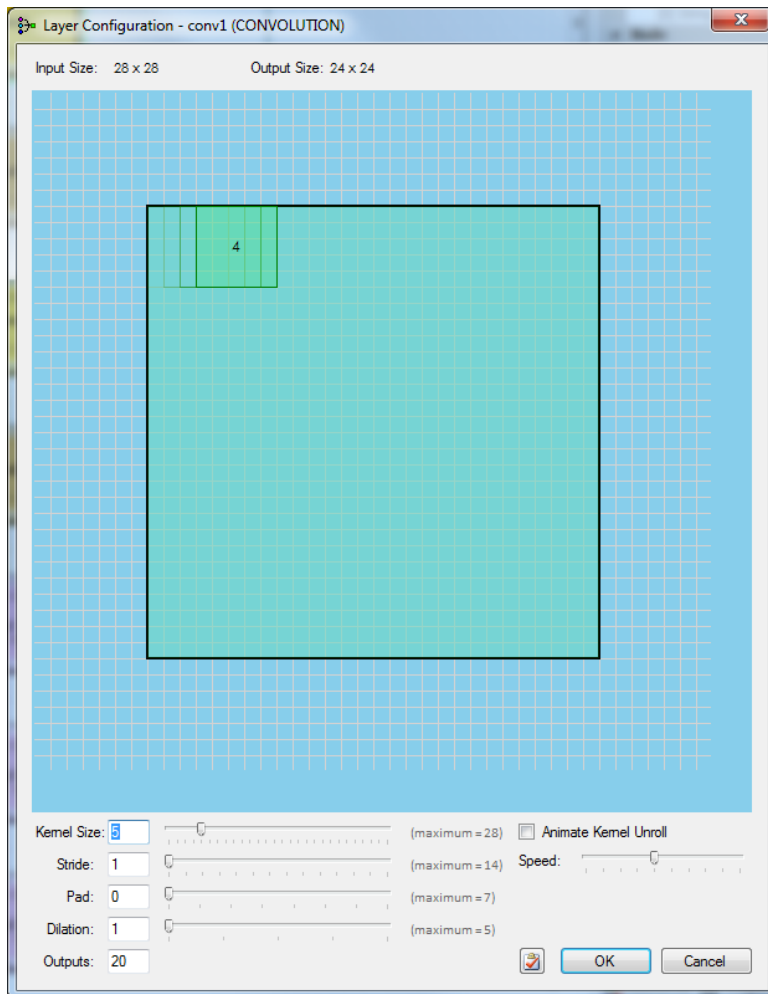 Layer Configuration - conv1 (CONVOLUTION)
Input Size: 28 x 28 Output Size: 24 x 24
4
Kernel Size: 5 (maximum = 28) Animate Kernel Unroll
Stride: 1 (maximum = 14) Speed:
Pad: 0 (maximum = 7)
Dilation: 1 (maximum = 5)
Outputs: 20 OK Cancel